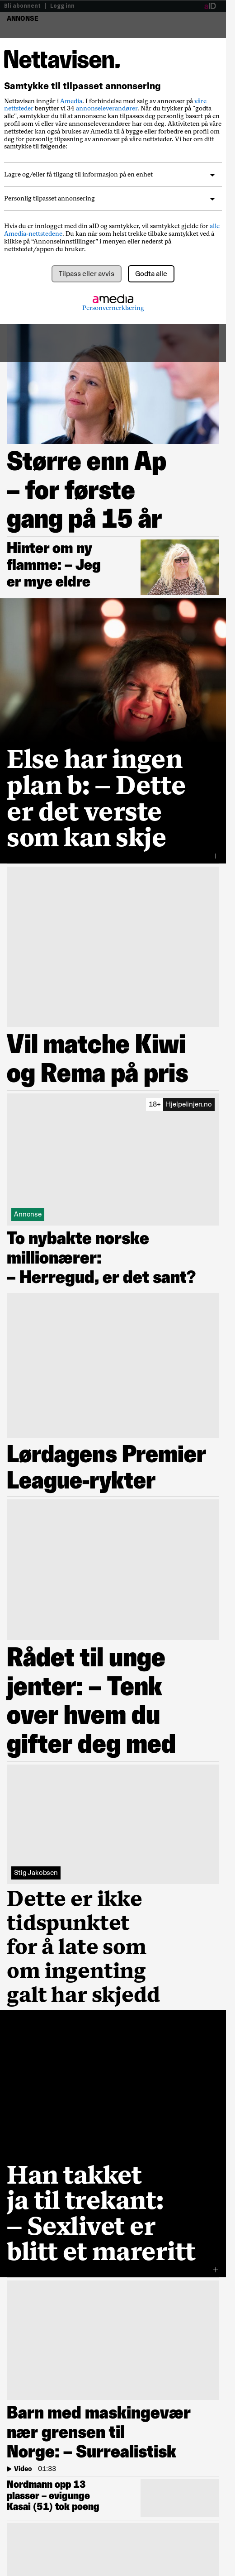 Bli abonnent | Logg inn
aID
ANNONSE
Nettavisen.
Samtykke til tilpasset annonsering
Nettavisen inngår i Amedia. I forbindelse med salg av annonser på våre
nettsteder benytter vi 34 annonseleverandører. Når du trykker på "godta
alle", samtykker du til at annonsene kan tilpasses deg personlig basert på en
profil som vi eller våre annonseleverandører har om deg. Aktiviteten på våre
nettsteder kan også brukes av Amedia til å bygge eller forbedre en profil om
deg for personlig tilpasning av annonser på våre nettsteder. Vi ber om ditt
samtykke til følgende:
Lagre og/eller få tilgang til informasjon på en enhet
Personlig tilpasset annonsering
Hvis du er innlogget med din aID og samtykker, vil samtykket gjelde for alle
Amedia-nettstedene. Du kan når som helst trekke tilbake samtykket ved å
klikke på “Annonseinnstillinger” i menyen eller nederst på
nettstedet/appen du bruker.
Tilpass eller avvis
Godta alle
amedia
Personvernerklæring
Større enn Ap
– for første
gang på 15 år
Hinter om ny
flamme: – Jeg
er mye eldre
Else har ingen
plan b: – Dette
er det verste
som kan skje
Vil matche Kiwi
og Rema på pris
18+ Hjelpelinjen.no
Annonse
To nybakte norske
millionærer:
– Herregud, er det sant?
Lørdagens Premier
League-rykter
Rådet til unge
jenter: – Tenk
over hvem du
gifter deg med
Stig Jakobsen
Dette er ikke
tidspunktet
for å late som
om ingenting
galt har skjedd
Han takket
ja til trekant:
– Sexlivet er
blitt et mareritt
Barn med maskingevær
nær grensen til
Norge: – Surrealistisk
Video | 01:33
Nordmann opp 13
plasser – evigunge
Kasai (51) tok poeng